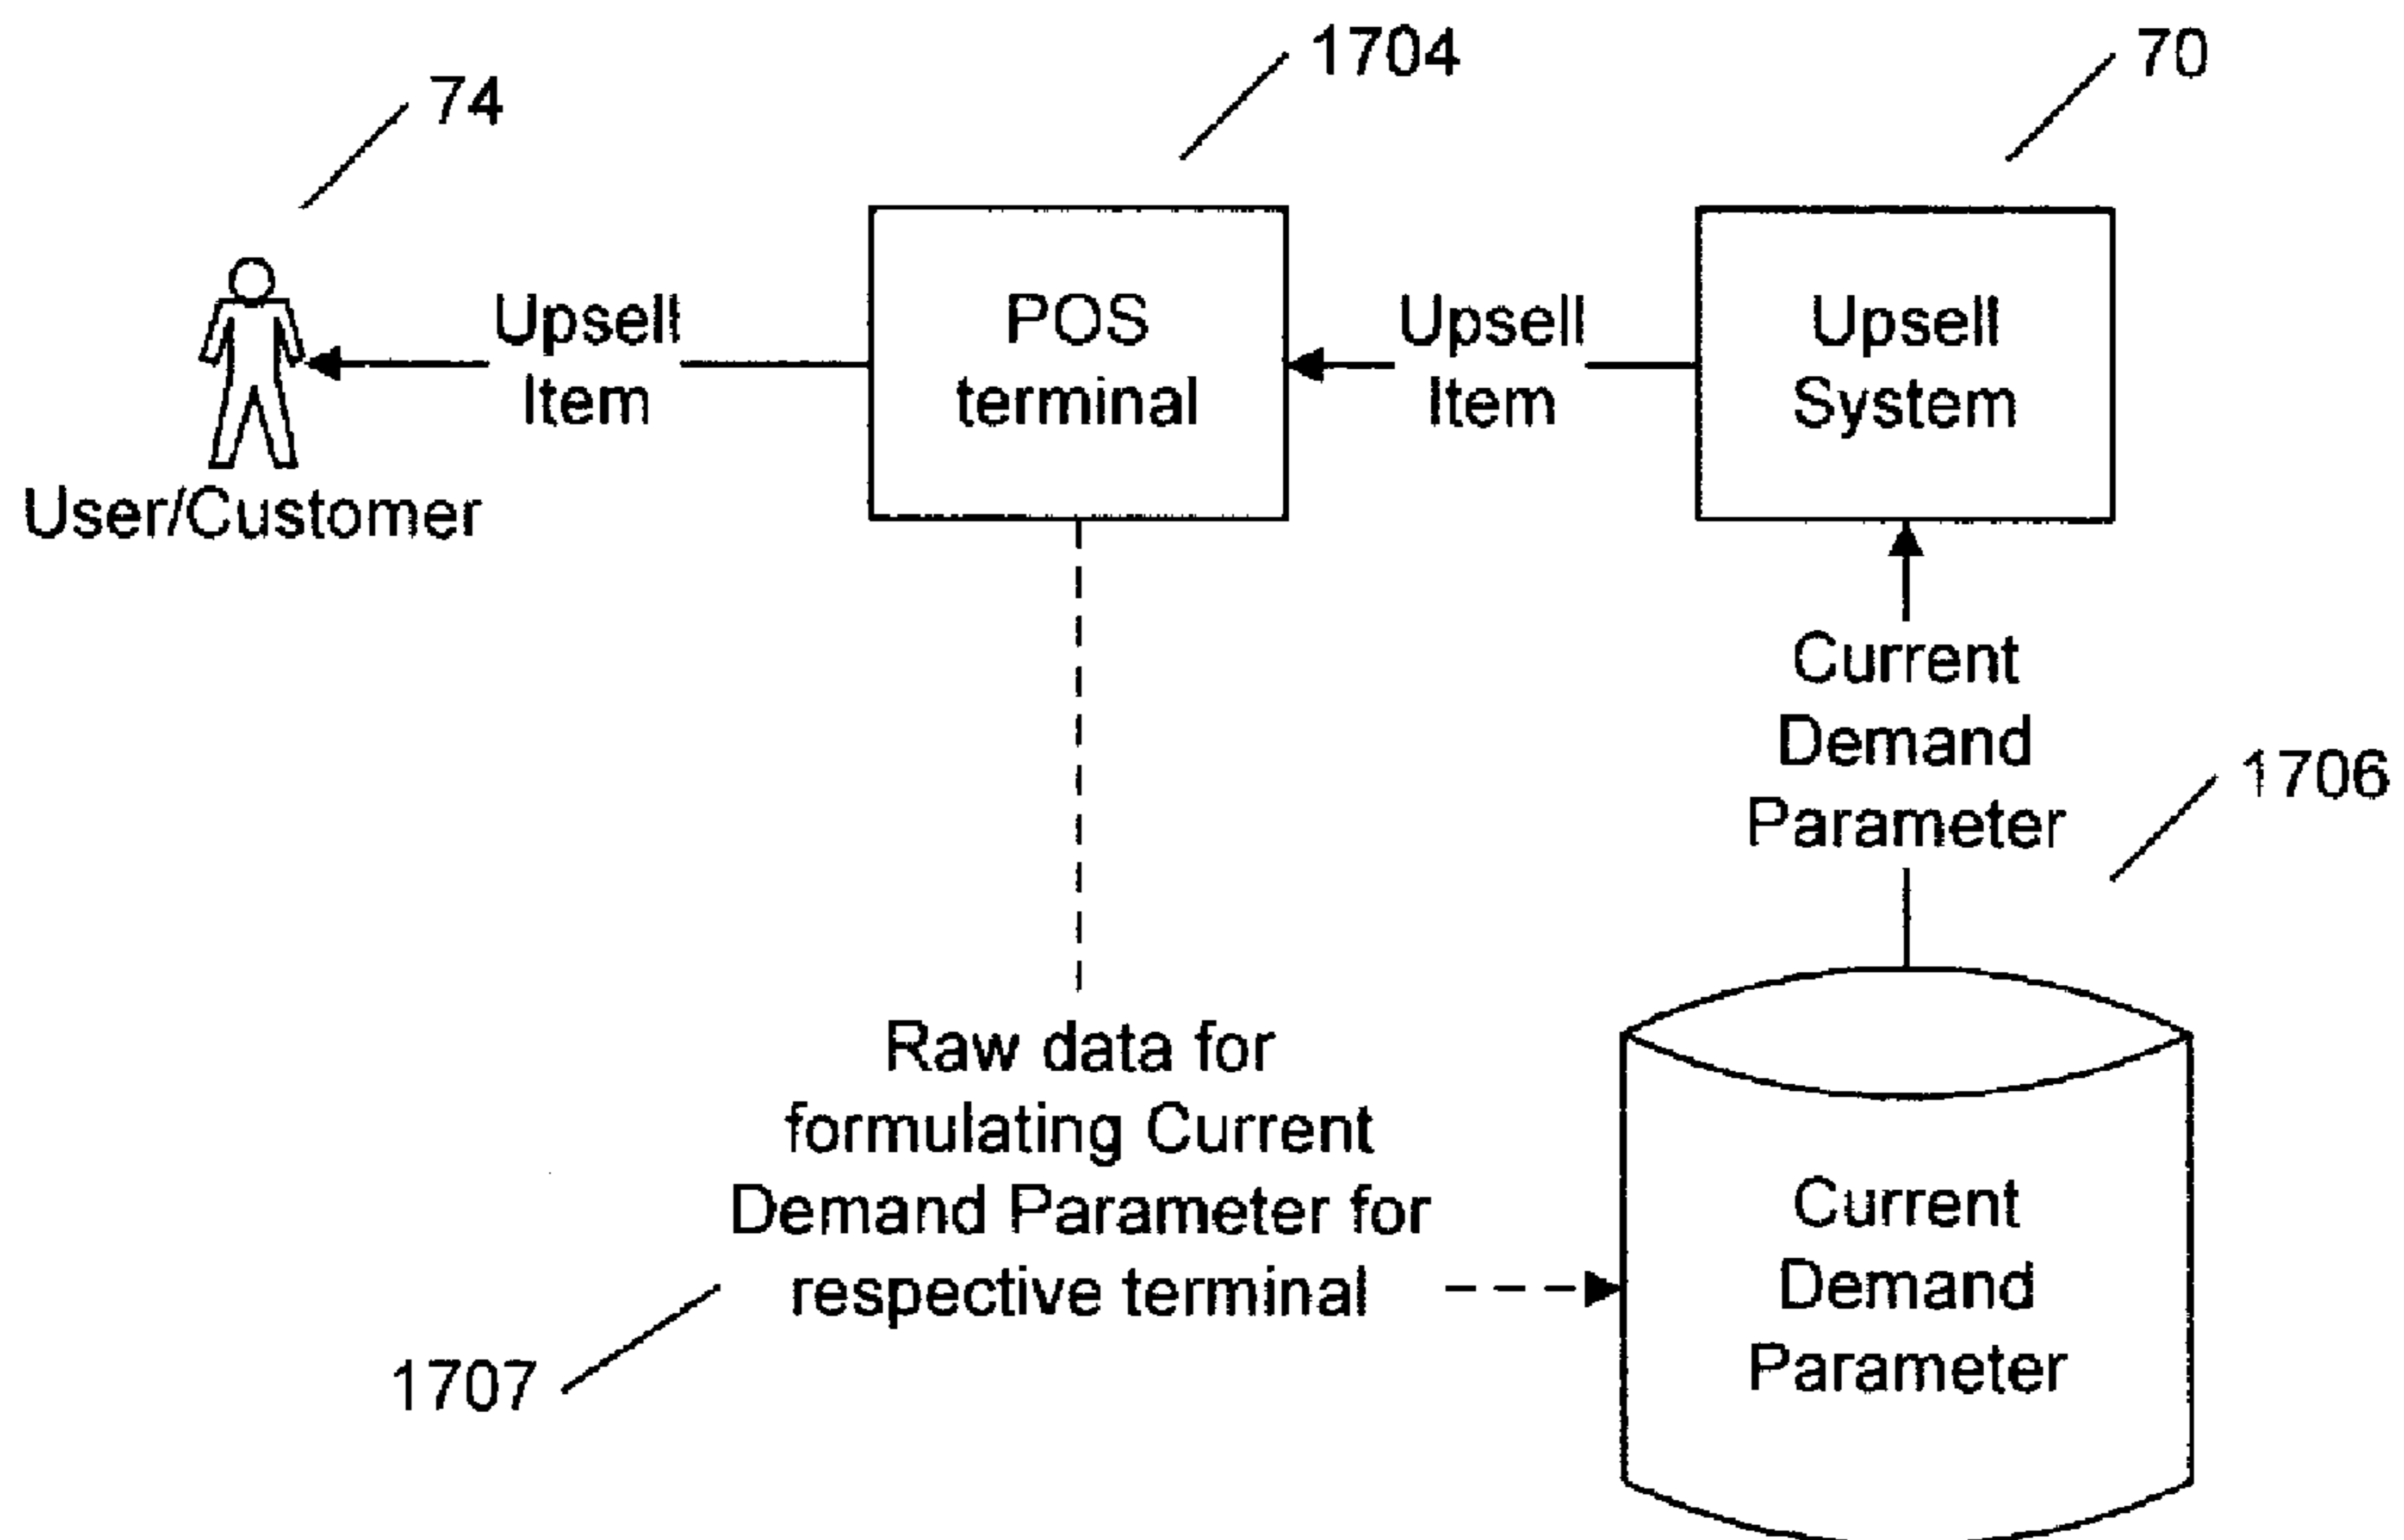 1704
70
74
Upsell
Item
POS
terminal
Upsell
Item
Upsell
System
User/Customer
Current
Demand
Parameter
1706
Raw data for
formulating Current
Demand Parameter for
respective terminal
1707
Current
Demand
Parameter